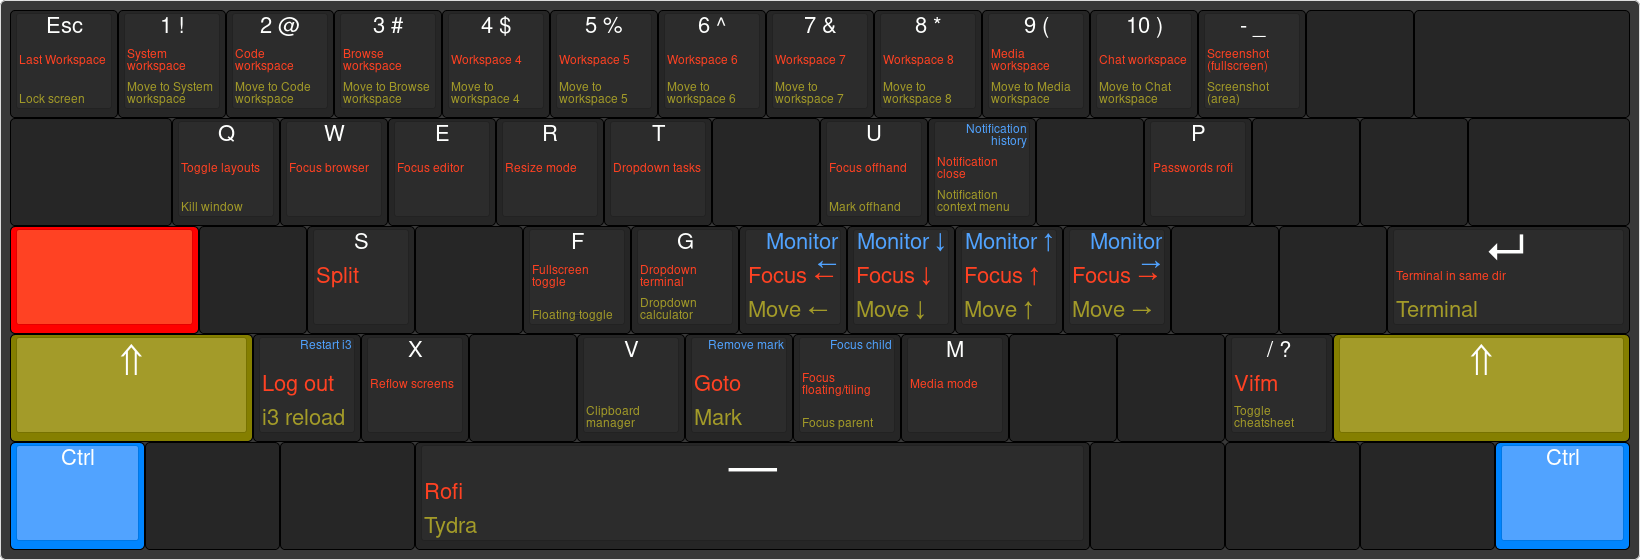 Esc
Last Workspace
Lock screen
1 !
System
workspace
Move to System
workspace
2 @
Code
workspace
Move to Code
workspace
3 #
Browse
workspace
Move to Browse
workspace
4 $
Workspace 4
Move to
workspace 4
5 %
Workspace 5
Move to
workspace 5
6 ^
Workspace 6
Move to
workspace 6
7 &
Workspace 7
Move to
workspace 7
8 *
Workspace 8
Move to
workspace 8
9 (
Media
workspace
Move to Media
workspace
10 )
Chat workspace
Move to Chat
workspace
- _
Screenshot
(fullscreen)
Screenshot
(area)
Q
Toggle layouts
Kill window
W
Focus browser
E
Focus editor
R
Resize mode
T
Dropdown tasks
U
Focus offhand
Mark offhand
Notification
history
Notification
close
Notification
context menu
P
Passwords rofi
S
Split
F
Fullscreen
toggle
Floating toggle
G
Dropdown
terminal
Dropdown
calculator
Monitor
←
Focus ←
Move ←
Monitor ↓
Focus ↓
Move ↓
Monitor ↑
Focus ↑
Move ↑
Monitor
→
Focus →
Move →
Terminal in same dir
Terminal
⇑
Restart i3
Log out
i3 reload
X
Reflow screens
V
Clipboard
manager
Remove mark
Goto
Mark
Focus child
Focus
floating/tiling
Focus parent
M
Media mode
/ ?
Vifm
Toggle
cheatsheet
⇑
Ctrl
Rofi
Tydra
Ctrl